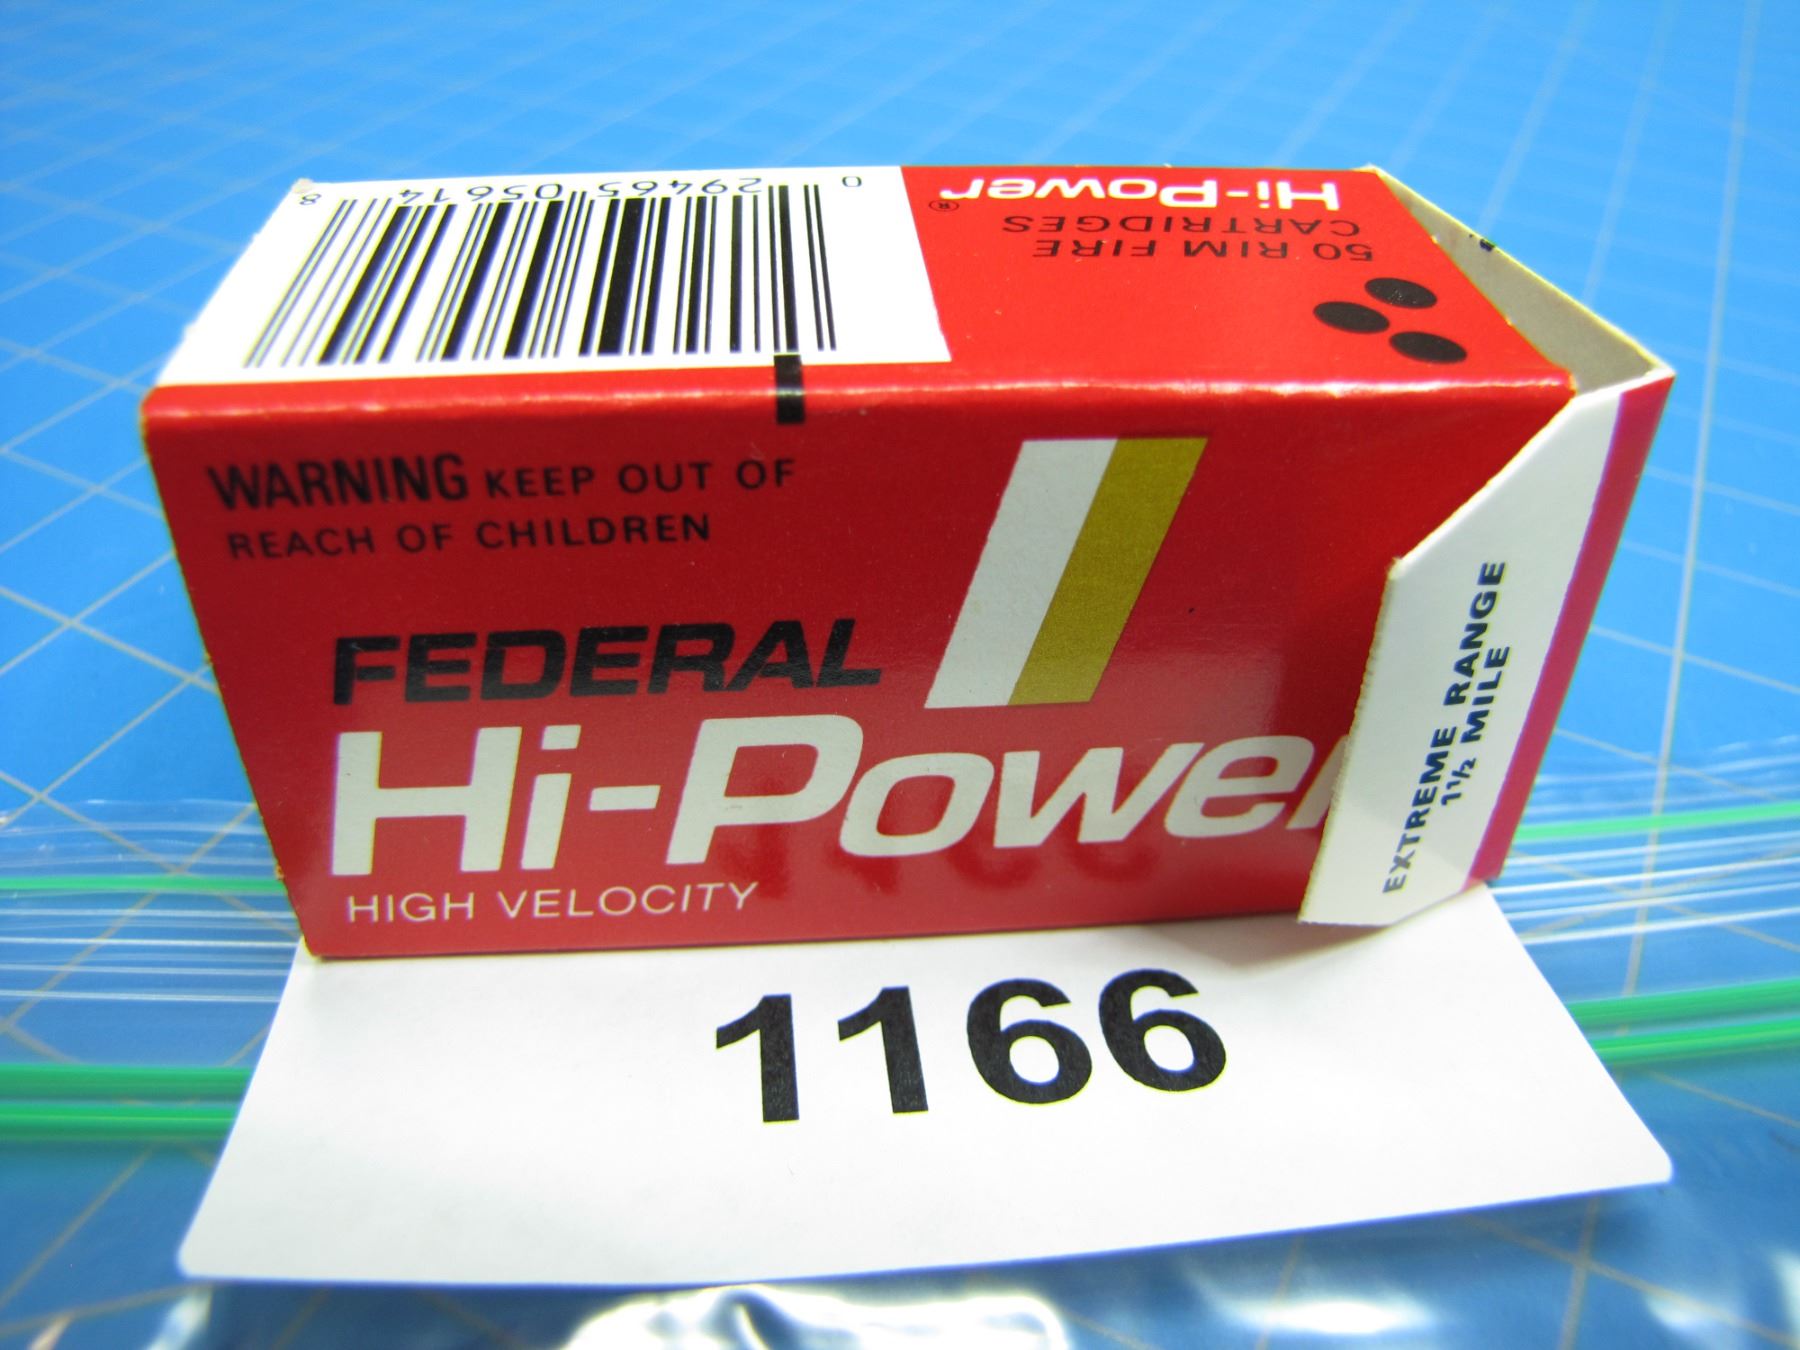 0 29465 05614 8
Hi-Power®
50 RIM FIRE
CARTRIDGES
WARNING KEEP OUT OF
REACH OF CHILDREN
FEDERAL
Hi-Power
HIGH VELOCITY
EXTREME RANGE
1½ MILE
1166